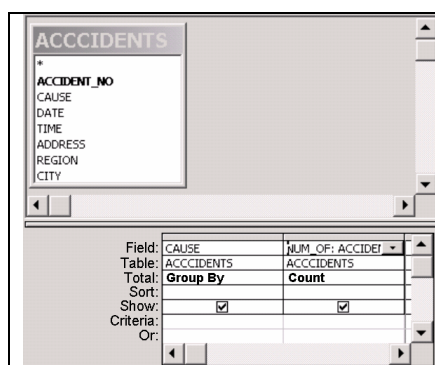 ACCCIDENTS
*
ACCIDENT_NO
CAUSE
DATE
TIME
ADDRESS
REGION
CITY
Field: CAUSE NUM_OF: ACCIDEN
Table: ACCCIDENTS ACCCIDENTS
Total: Group By Count
Sort:
Show:
Criteria:
Or: